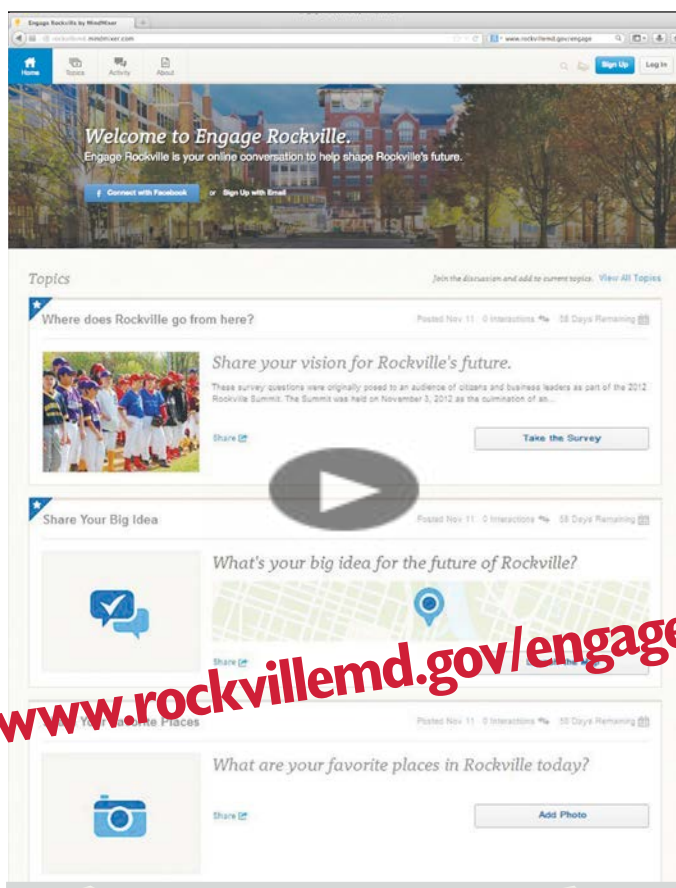 Engage Rockville by MindMixer
rockvillemd.mindmixer.com
www.rockvillemd.gov/engage
Home
Topics
Activity
About
Sign Up
Log In
Welcome to Engage Rockville.
Engage Rockville is your online conversation to help shape Rockville's future.
f Connect with Facebook or Sign Up with Email
Topics
Join the discussion and add to current topics. View All Topics
Where does Rockville go from here?
Posted Nov 11 0 Interactions 58 Days Remaining
Share your vision for Rockville's future.
These survey questions were originally posed to an audience of citizens and business leaders as part of the 2012
Rockville Summit. The Summit was held on November 3, 2012 as the culmination of an...
Share
Take the Survey
Share Your Big Idea
Posted Nov 11 0 Interactions 58 Days Remaining
What's your big idea for the future of Rockville?
Share
www.rockvillemd.gov/engage
Your Favorite Places
Posted Nov 11 0 Interactions 58 Days Remaining
What are your favorite places in Rockville today?
Share
Add Photo